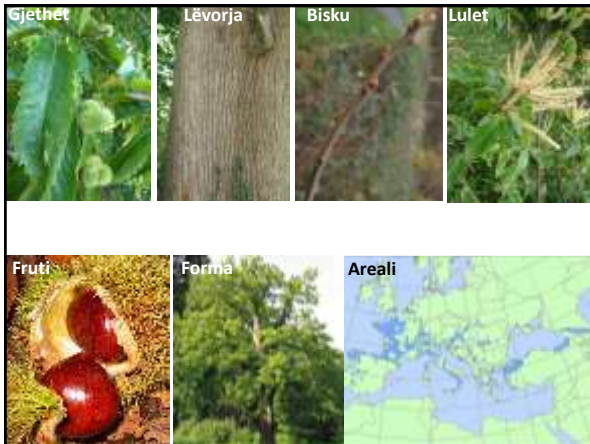 Gjethet
Lëvorja
Bisku
Lulet
Fruti
Forma
Areali